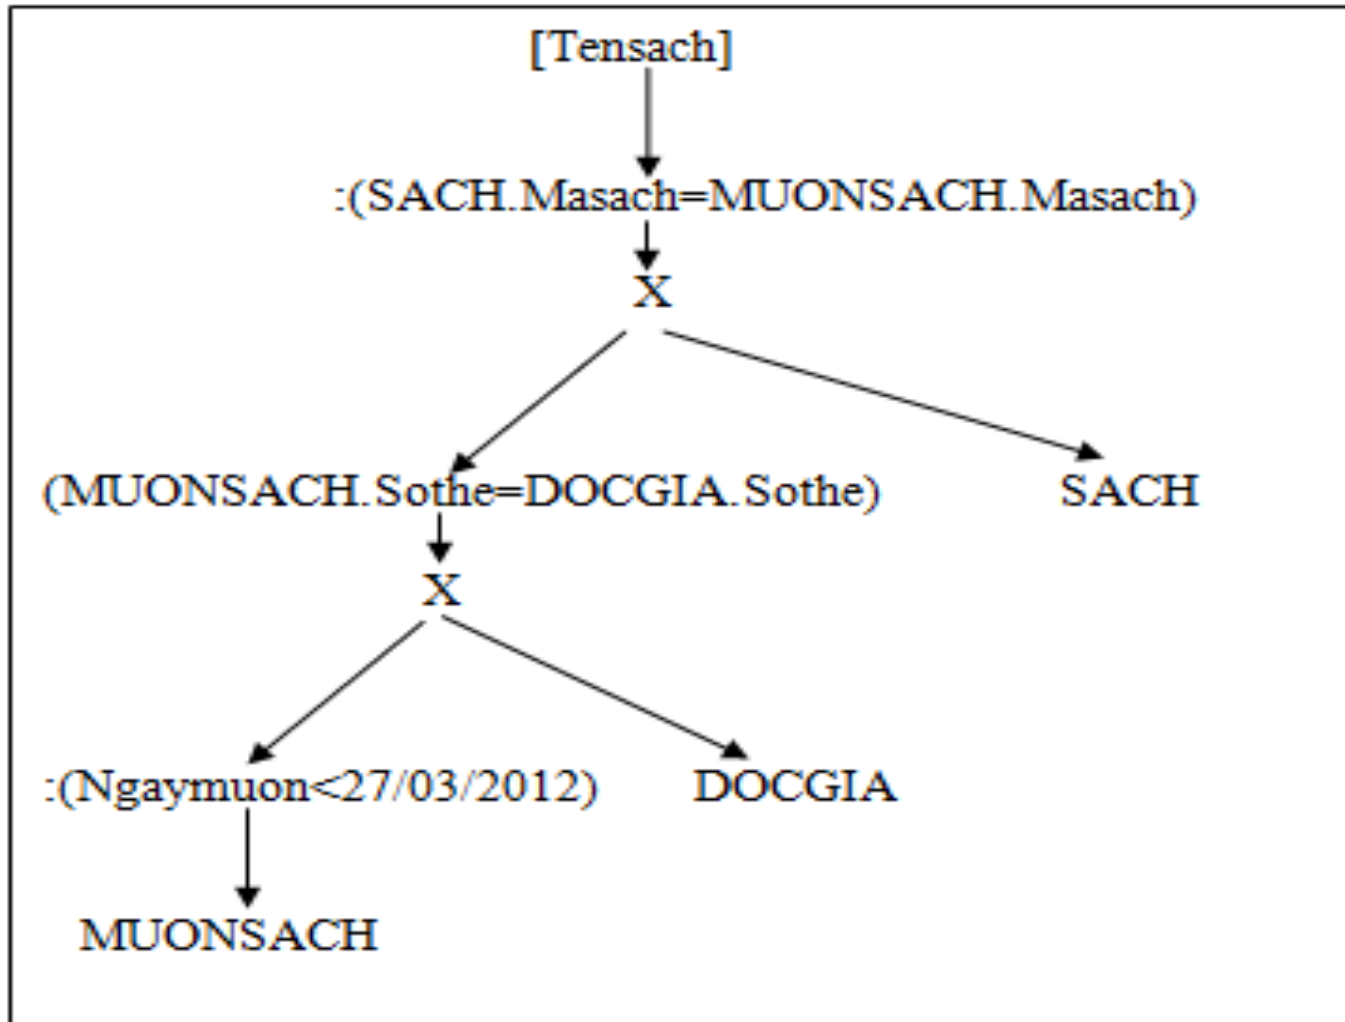 [Tensach]
:(SACH.Masach=MUONSACH.Masach)
X
(MUONSACH.Sothe=DOCGIA.Sothe)
SACH
X
:(Ngaymuon<27/03/2012)
DOCGIA
MUONSACH